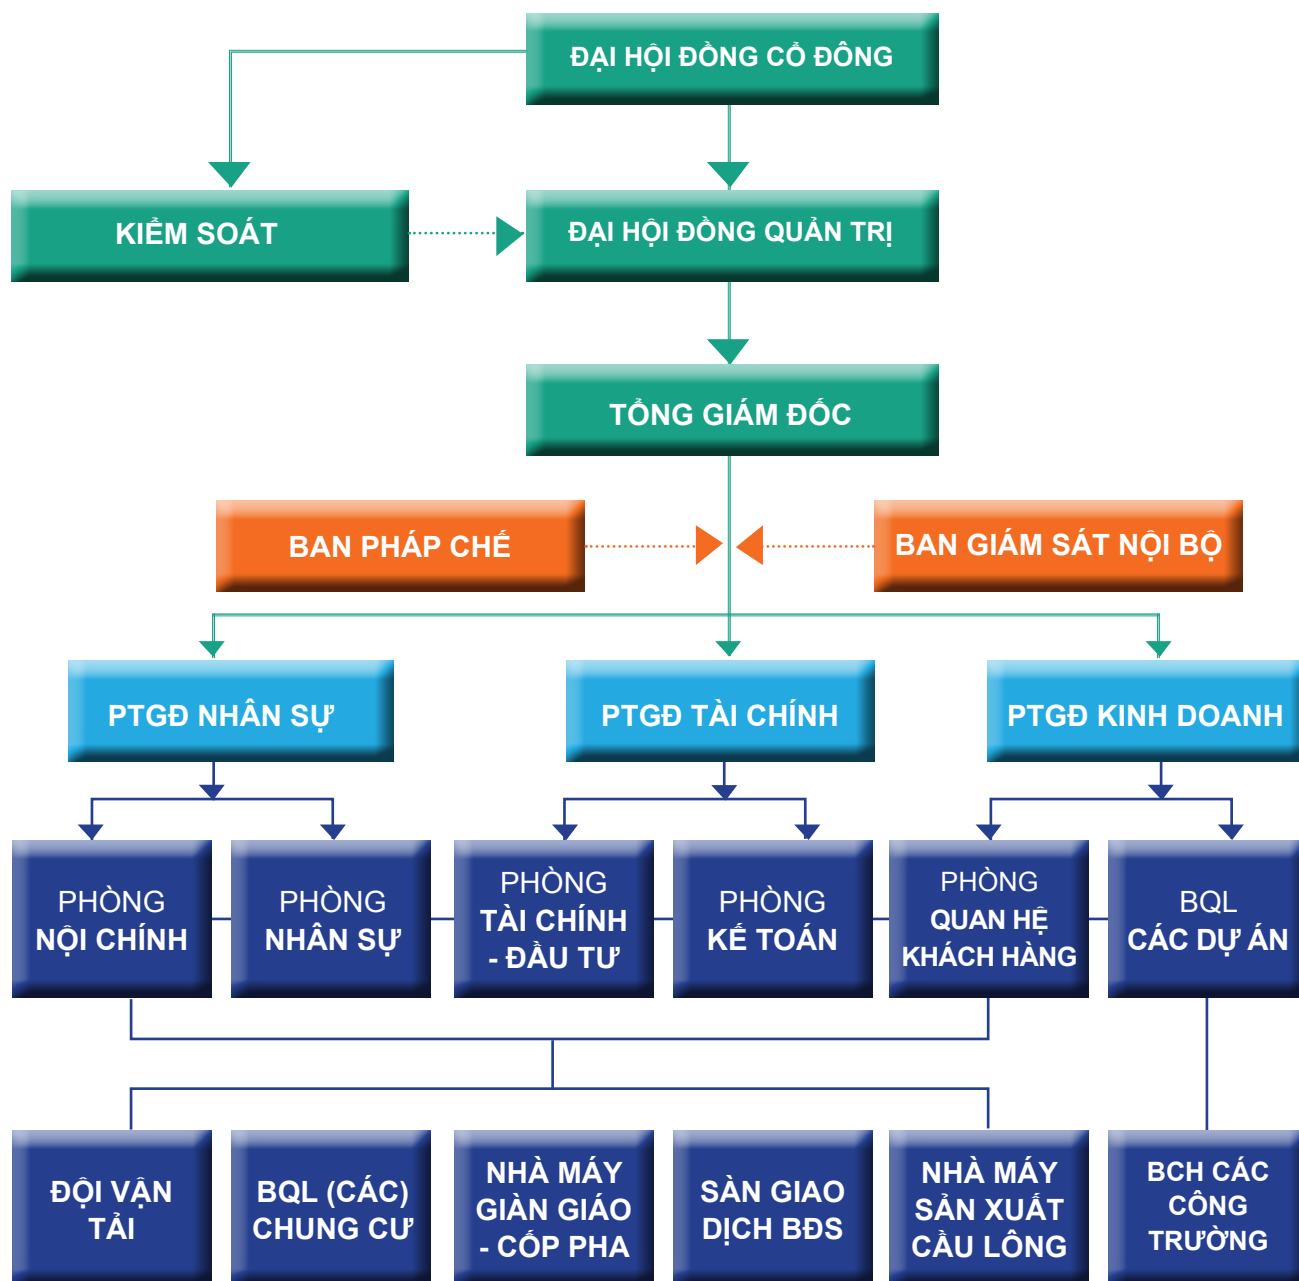 ĐẠI HỘI ĐỒNG CỔ ĐÔNG
KIỂM SOÁT
ĐẠI HỘI ĐỒNG QUẢN TRỊ
TỔNG GIÁM ĐỐC
BAN PHÁP CHẾ
BAN GIÁM SÁT NỘI BỘ
PTGĐ NHÂN SỰ
PTGĐ TÀI CHÍNH
PTGĐ KINH DOANH
PHÒNG
NỘI CHÍNH
PHÒNG
NHÂN SỰ
PHÒNG
TÀI CHÍNH
- ĐẦU TƯ
PHÒNG
KẾ TOÁN
PHÒNG
QUAN HỆ
KHÁCH HÀNG
BQL
CÁC DỰ ÁN
ĐỘI VẬN
TẢI
BQL (CÁC)
CHUNG CƯ
NHÀ MÁY
GIÀN GIÁO
- CỐP PHA
SÀN GIAO
DỊCH BĐS
NHÀ MÁY
SẢN XUẤT
CẦU LÔNG
BCH CÁC
CÔNG
TRƯỜNG